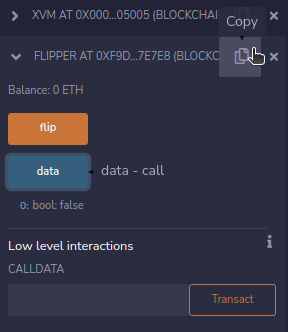 XVM AT 0X000...05005 (BLOCKCHAI
Copy
FLIPPER AT 0XF9D...7E7E8 (BLOCKC
Balance: 0 ETH
flip
data
data - call
0: bool: false
Low level interactions
i
CALLDATA
Transact